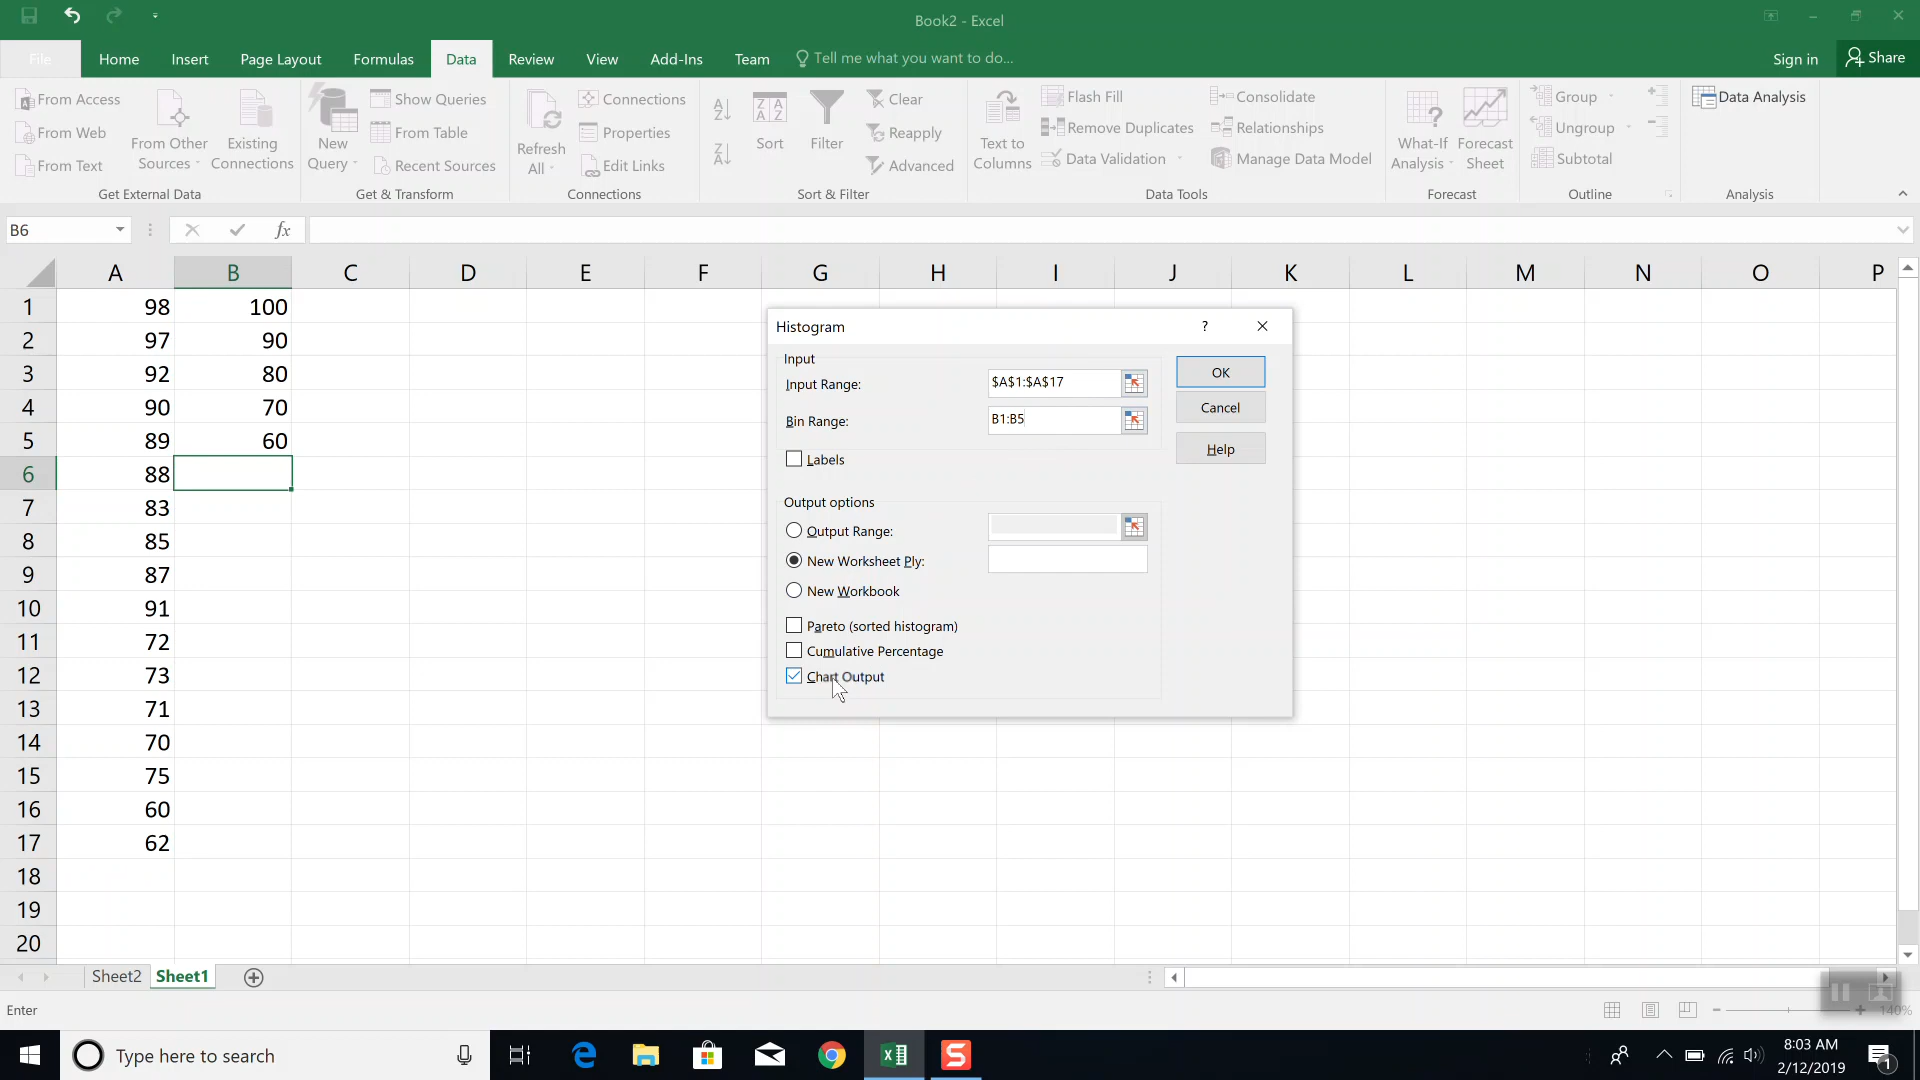 Book2 - Excel
File Home Insert Page Layout Formulas Data Review View Add-Ins Team Tell me what you want to do... Sign in Share
From Access
From Web
From Text
From Other Sources
Existing Connections
Get External Data
New Query
Show Queries
From Table
Recent Sources
Get & Transform
Refresh All
Connections
Properties
Edit Links
Connections
A
Z
Z
A
Z A
A Z
Sort
Filter
Clear
Reapply
Advanced
Sort & Filter
Text to Columns
Flash Fill
Remove Duplicates
Data Validation
Consolidate
Relationships
Manage Data Model
Data Tools
What-If Analysis
Forecast Sheet
Forecast
Group
Ungroup
Subtotal
Outline
Data Analysis
Analysis
B6 fx
A B C D E F G H I J K L M N O P
1 98 100
2 97 90
3 92 80
4 90 70
5 89 60
6 88
7 83
8 85
9 87
10 91
11 72
12 73
13 71
14 70
15 75
16 60
17 62
18
19
20
Histogram ?
Input
Input Range: $A$1:$A$17
Bin Range: B1:B5
Labels
OK
Cancel
Help
Output options
Output Range:
New Worksheet Ply:
New Workbook
Pareto (sorted histogram)
Cumulative Percentage
Chart Output
Sheet2 Sheet1
Enter 140%
Type here to search
8:03 AM
2/12/2019
1